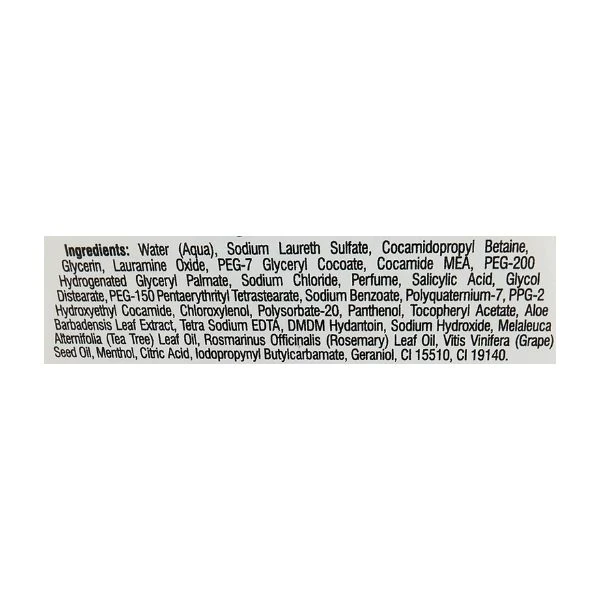 Ingredients: Water (Aqua), Sodium Laureth Sulfate, Cocamidopropyl Betaine,
Glycerin, Lauramine Oxide, PEG-7 Glyceryl Cocoate, Cocamide MEA, PEG-200
Hydrogenated Glyceryl Palmate, Sodium Chloride, Perfume, Salicylic Acid, Glycol
Distearate, PEG-150 Pentaerythrityl Tetrastearate, Sodium Benzoate, Polyquaternium-7, PPG-2
Hydroxyethyl Cocamide, Chloroxylenol, Polysorbate-20, Panthenol, Tocopheryl Acetate, Aloe
Barbadensis Leaf Extract, Tetra Sodium EDTA, DMDM Hydantoin, Sodium Hydroxide, Melaleuca
Alternifolia (Tea Tree) Leaf Oil, Rosmarinus Officinalis (Rosemary) Leaf Oil, Vitis Vinifera (Grape)
Seed Oil, Menthol, Citric Acid, Iodopropynyl Butylcarbamate, Geraniol, CI 15510, CI 19140.